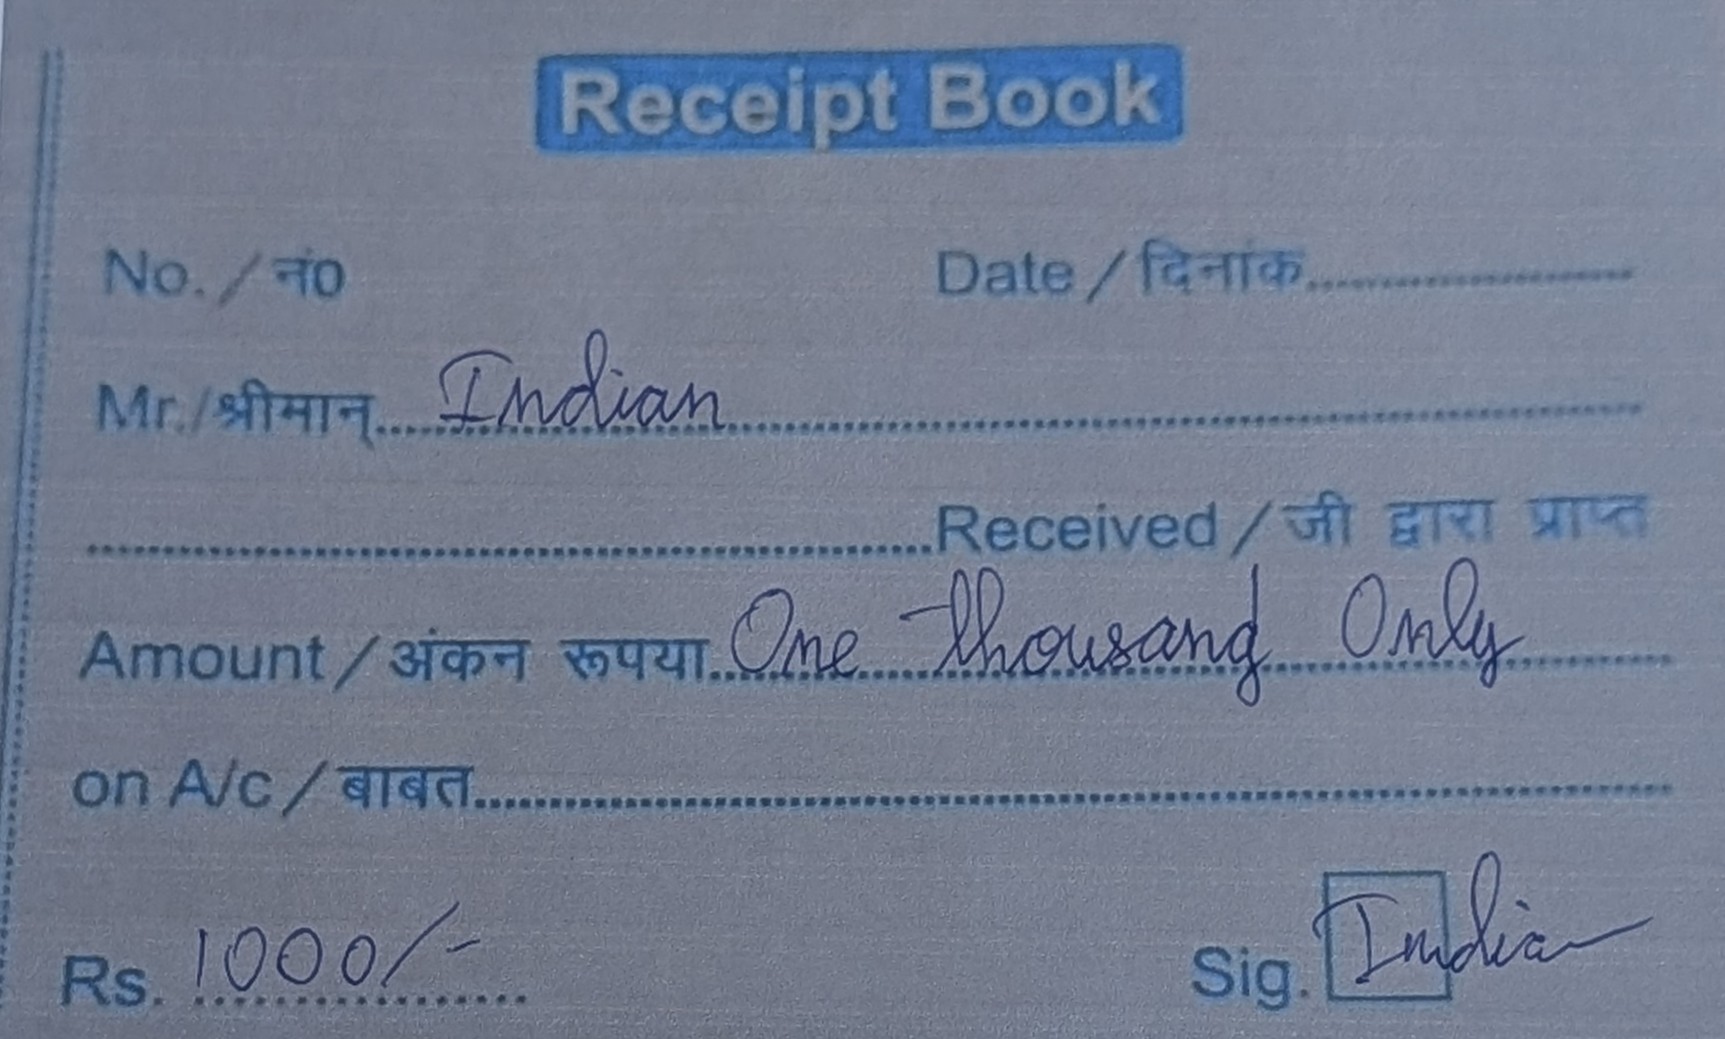 Receipt Book
No. / नं0 Date / दिनांक
Mr./श्रीमान् Indian
Received / जी द्वारा प्राप्त
Amount / अंकन रूपया One thousand Only
on A/c / बाबत
Rs. 1000/- Sig. Indian